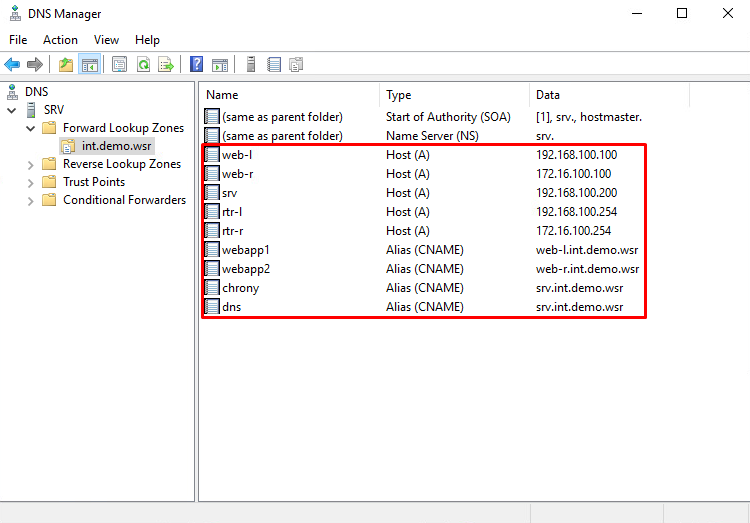 DNS Manager
File Action View Help
DNS
SRV
Forward Lookup Zones
int.demo.wsr
Reverse Lookup Zones
Trust Points
Conditional Forwarders
Name Type Data
(same as parent folder) Start of Authority (SOA) [1], srv., hostmaster.
(same as parent folder) Name Server (NS) srv.
web-l Host (A) 192.168.100.100
web-r Host (A) 172.16.100.100
srv Host (A) 192.168.100.200
rtr-l Host (A) 192.168.100.254
rtr-r Host (A) 172.16.100.254
webapp1 Alias (CNAME) web-l.int.demo.wsr
webapp2 Alias (CNAME) web-r.int.demo.wsr
chrony Alias (CNAME) srv.int.demo.wsr
dns Alias (CNAME) srv.int.demo.wsr